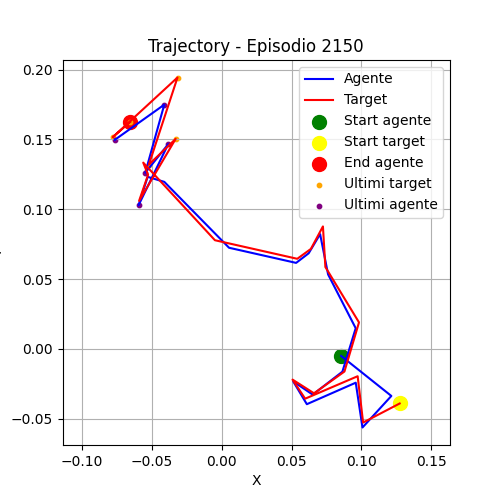 Trajectory - Episodio 2150
Agente
Target
Start agente
Start target
End agente
Ultimi target
Ultimi agente
0.20
0.15
0.10
0.05
0.00
−0.05
−0.10
−0.05
0.00
0.05
0.10
0.15
X